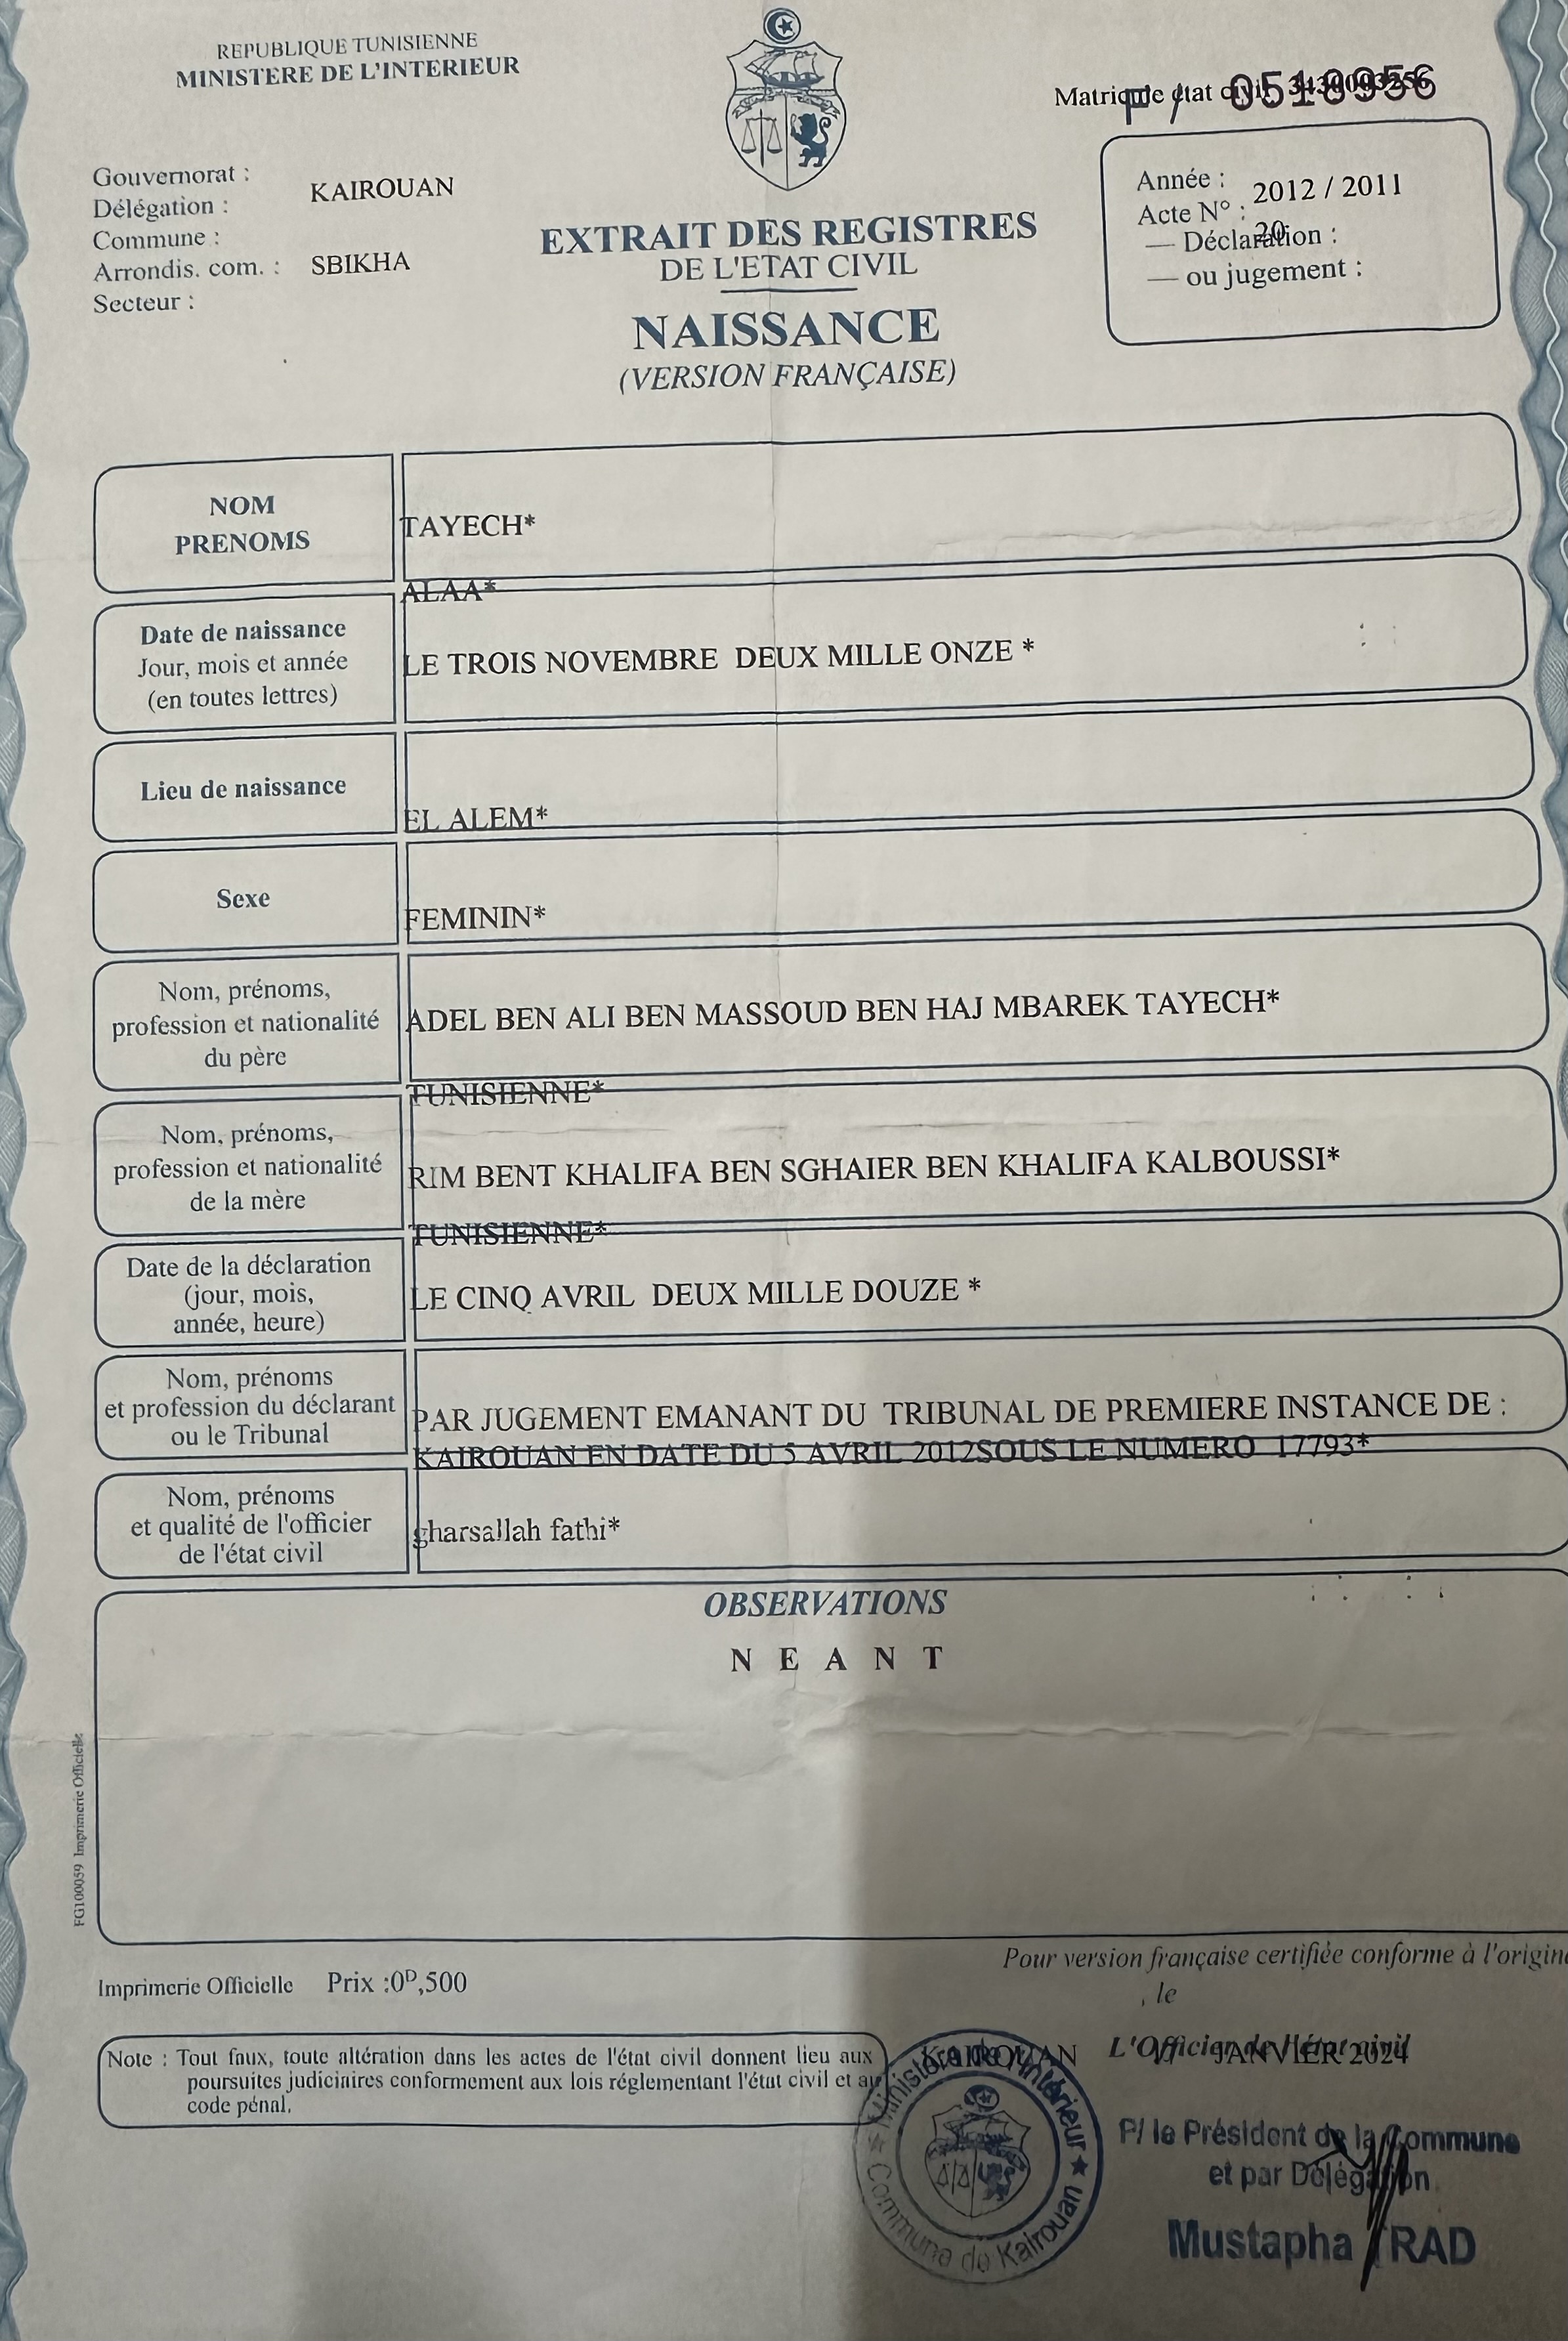 REPUBLIQUE TUNISIENNE
MINISTERE DE L'INTERIEUR
Matricule état civil
F / 0518956
Gouvernorat :
KAIROUAN
Délégation :
Commune :
Arrondis. com. : SBIKHA
Secteur :
EXTRAIT DES REGISTRES
DE L'ETAT CIVIL
NAISSANCE
(VERSION FRANÇAISE)
Année : 2012 / 2011
Acte N° : 20
— Déclaration :
— ou jugement :
NOM
PRENOMS
TAYECH*
ALAA*
Date de naissance
Jour, mois et année
(en toutes lettres)
LE TROIS NOVEMBRE DEUX MILLE ONZE *
Lieu de naissance
EL ALEM*
Sexe
FEMININ*
Nom, prénoms,
profession et nationalité
du père
ADEL BEN ALI BEN MASSOUD BEN HAJ MBAREK TAYECH*
TUNISIENNE*
Nom, prénoms,
profession et nationalité
de la mère
RIM BENT KHALIFA BEN SGHAIER BEN KHALIFA KALBOUSSI*
TUNISIENNE*
Date de la déclaration
(jour, mois,
année, heure)
LE CINQ AVRIL DEUX MILLE DOUZE *
Nom, prénoms
et profession du déclarant
ou le Tribunal
PAR JUGEMENT EMANANT DU TRIBUNAL DE PREMIERE INSTANCE DE :
KAIROUAN EN DATE DU 5 AVRIL 2012SOUS LE NUMERO 17793*
Nom, prénoms
et qualité de l'officier
de l'état civil
gharsallah fathi*
OBSERVATIONS
N E A N T
FG100059 Imprimerie Officielle
Pour version française certifiée conforme à l'origine
, le
Imprimerie Officielle Prix :0ᴰ,500
L'Officier de l'état civil
KAIROUAN JANVIER 2024
Note : Tout faux, toute altération dans les actes de l'état civil donnent lieu aux
poursuites judiciaires conformement aux lois réglementant l'état civil et au
code pénal.
Ministère de l'Intérieur
Commune de Kairouan
P/ le Président de la Commune
et par Délégation
Mustapha TRAD